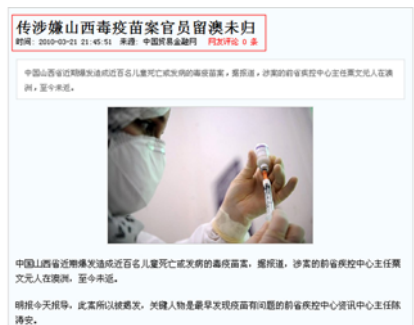 传涉嫌山西毒疫苗案官员留澳未归
时间：2010-03-21 21:45:51 来源：中国贸易金融网 网友评论 0 条
中国山西省近期爆发造成近百名儿童死亡或发病的毒疫苗案，据报道，涉案的前省疾控中心主任栗文元人在澳
洲，至今未返。
中国山西省近期爆发造成近百名儿童死亡或发病的毒疫苗案，据报道，涉案的前省疾控中心主任栗
文元人在澳洲，至今未返。
明报今天报导，此案所以被揭发，关键人物是最早发现疫苗有问题的前省疾控中心资讯中心主任陈
涛安。